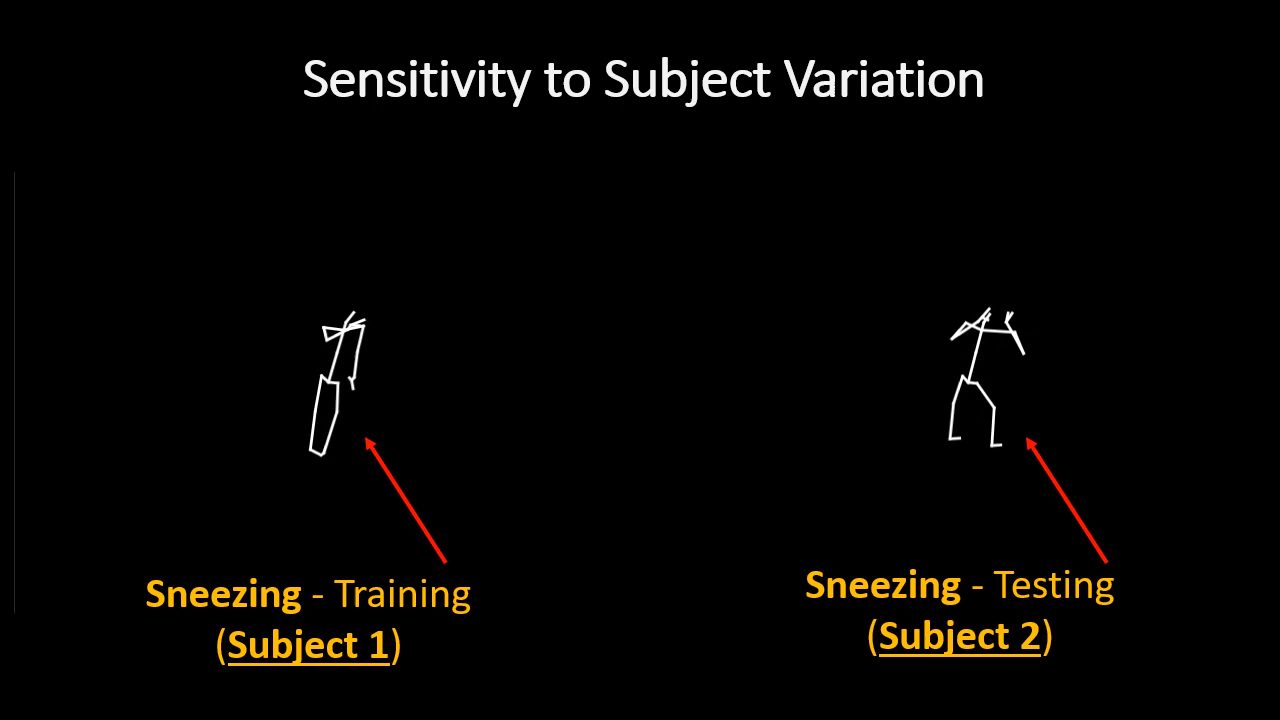 Sensitivity to Subject Variation
Sneezing - Training
(Subject 1)
Sneezing - Testing
(Subject 2)